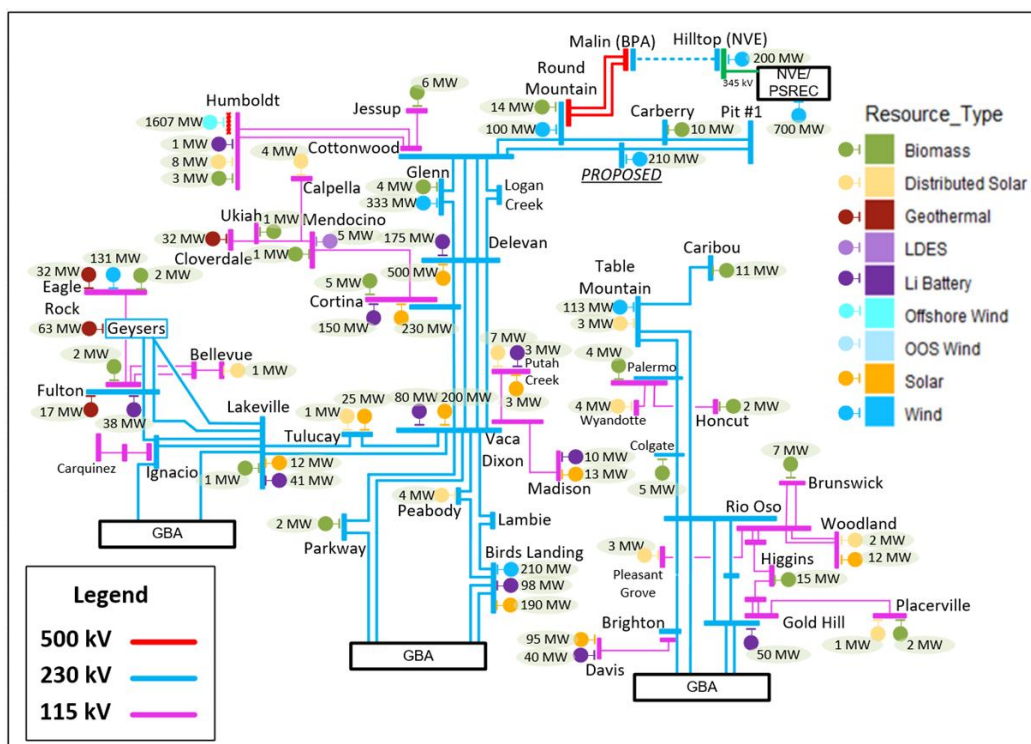 6 MW
Malin (BPA)
Hilltop (NVE)
200 MW
345 kV
NVE/
PSREC
700 MW
Humboldt
1607 MW
1 MW
8 MW
3 MW
Jessup
Cottonwood
Round
Mountain
14 MW
100 MW
Carberry
10 MW
Pit #1
210 MW
PROPOSED
Resource_Type
Biomass
Distributed Solar
Geothermal
LDES
Li Battery
Offshore Wind
OOS Wind
Solar
Wind
4 MW
Calpella
Glenn
4 MW
333 MW
Logan
Creek
Ukiah
1 MW
Mendocino
5 MW
32 MW
Cloverdale
1 MW
175 MW
Delevan
500 MW
Caribou
11 MW
131 MW
32 MW
2 MW
Eagle
Rock
63 MW
Geysers
5 MW
Cortina
150 MW
230 MW
Table
Mountain
113 MW
3 MW
2 MW
Bellevue
1 MW
Fulton
17 MW
38 MW
7 MW
3 MW
Putah
Creek
3 MW
4 MW
Palermo
4 MW
Wyandotte
2 MW
Honcut
Lakeville
25 MW
1 MW
Tulucay
80 MW
200 MW
Vaca
Dixon
Carquinez
Ignacio
12 MW
1 MW
41 MW
10 MW
13 MW
Madison
Colgate
5 MW
7 MW
Brunswick
4 MW
Peabody
Lambie
2 MW
Parkway
GBA
Rio Oso
Woodland
2 MW
12 MW
3 MW
Pleasant
Grove
Higgins
15 MW
Birds Landing
210 MW
98 MW
190 MW
Placerville
Gold Hill
1 MW
2 MW
50 MW
Brighton
95 MW
40 MW
Davis
GBA
GBA
Legend
500 kV
230 kV
115 kV